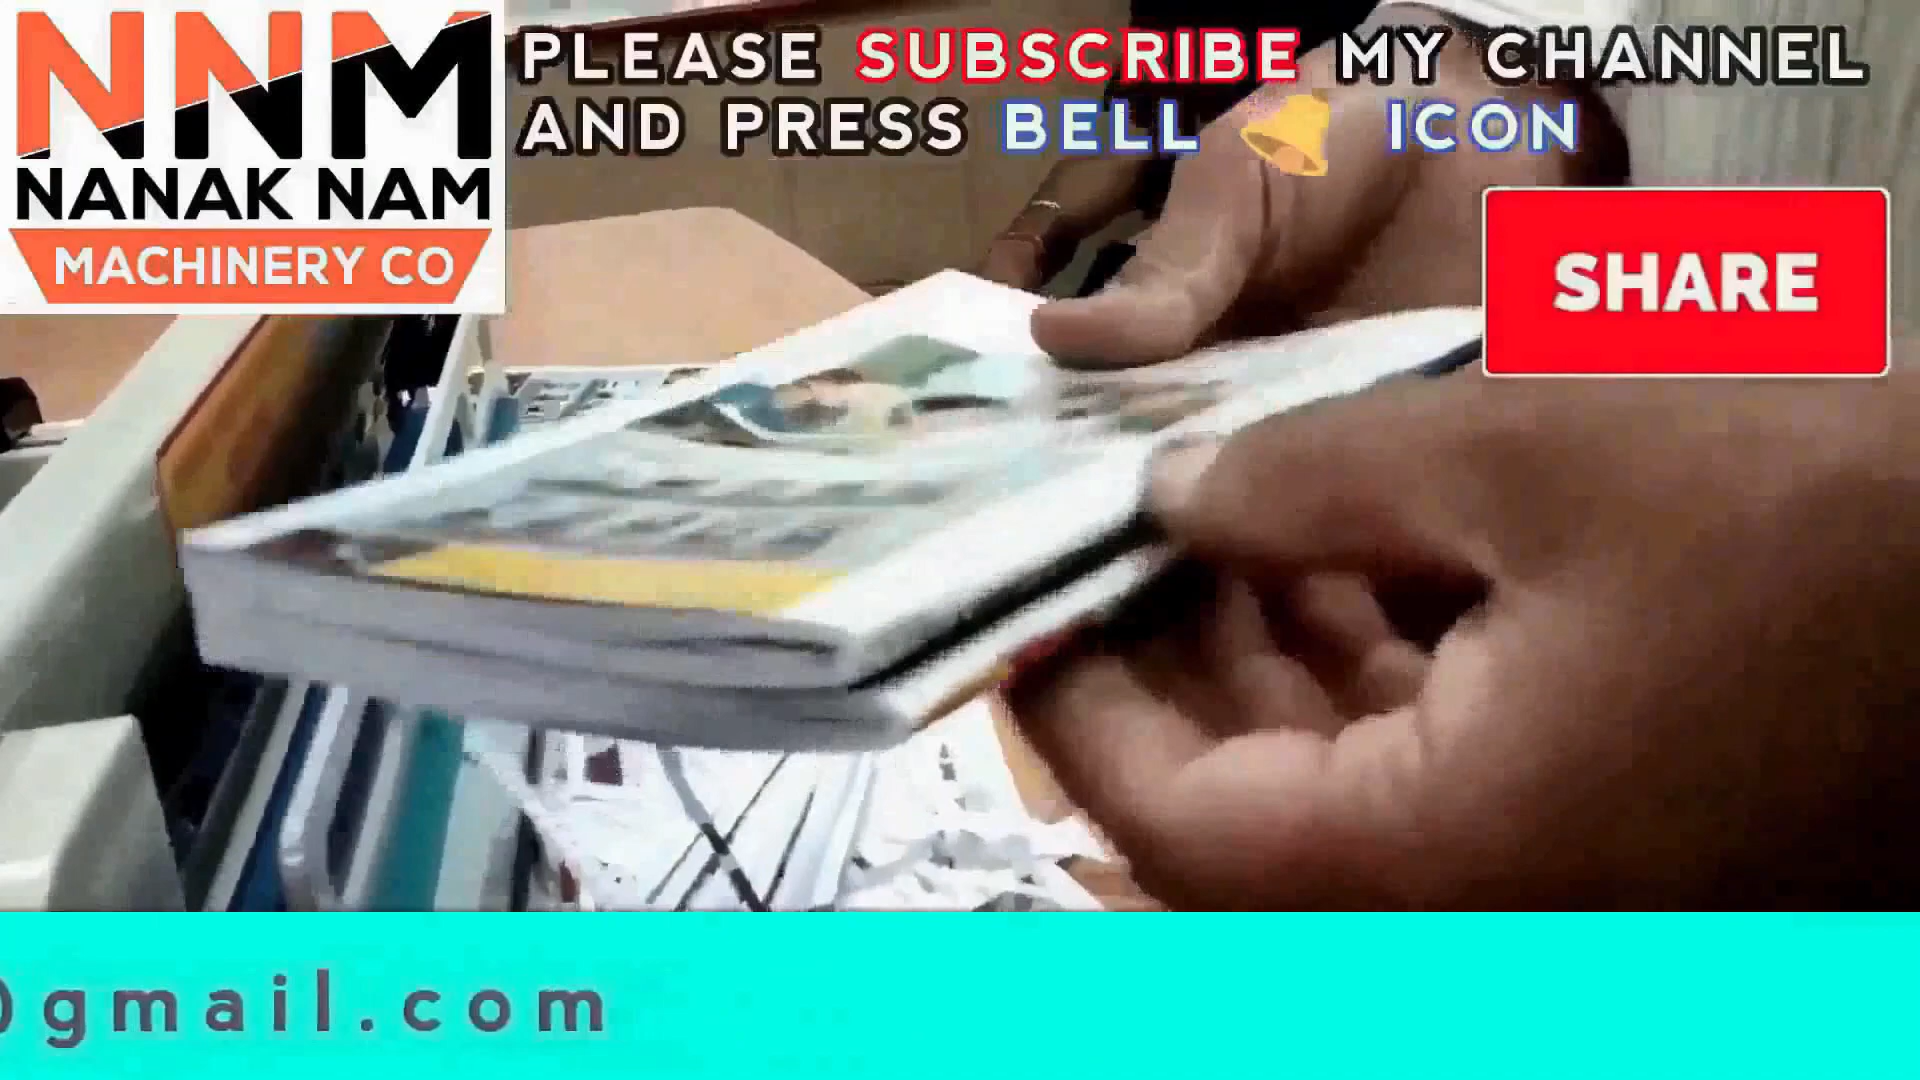 NNM
NANAK NAM
MACHINERY CO
PLEASE SUBSCRIBE MY CHANNEL
AND PRESS BELL ICON
SHARE
@gmail.com